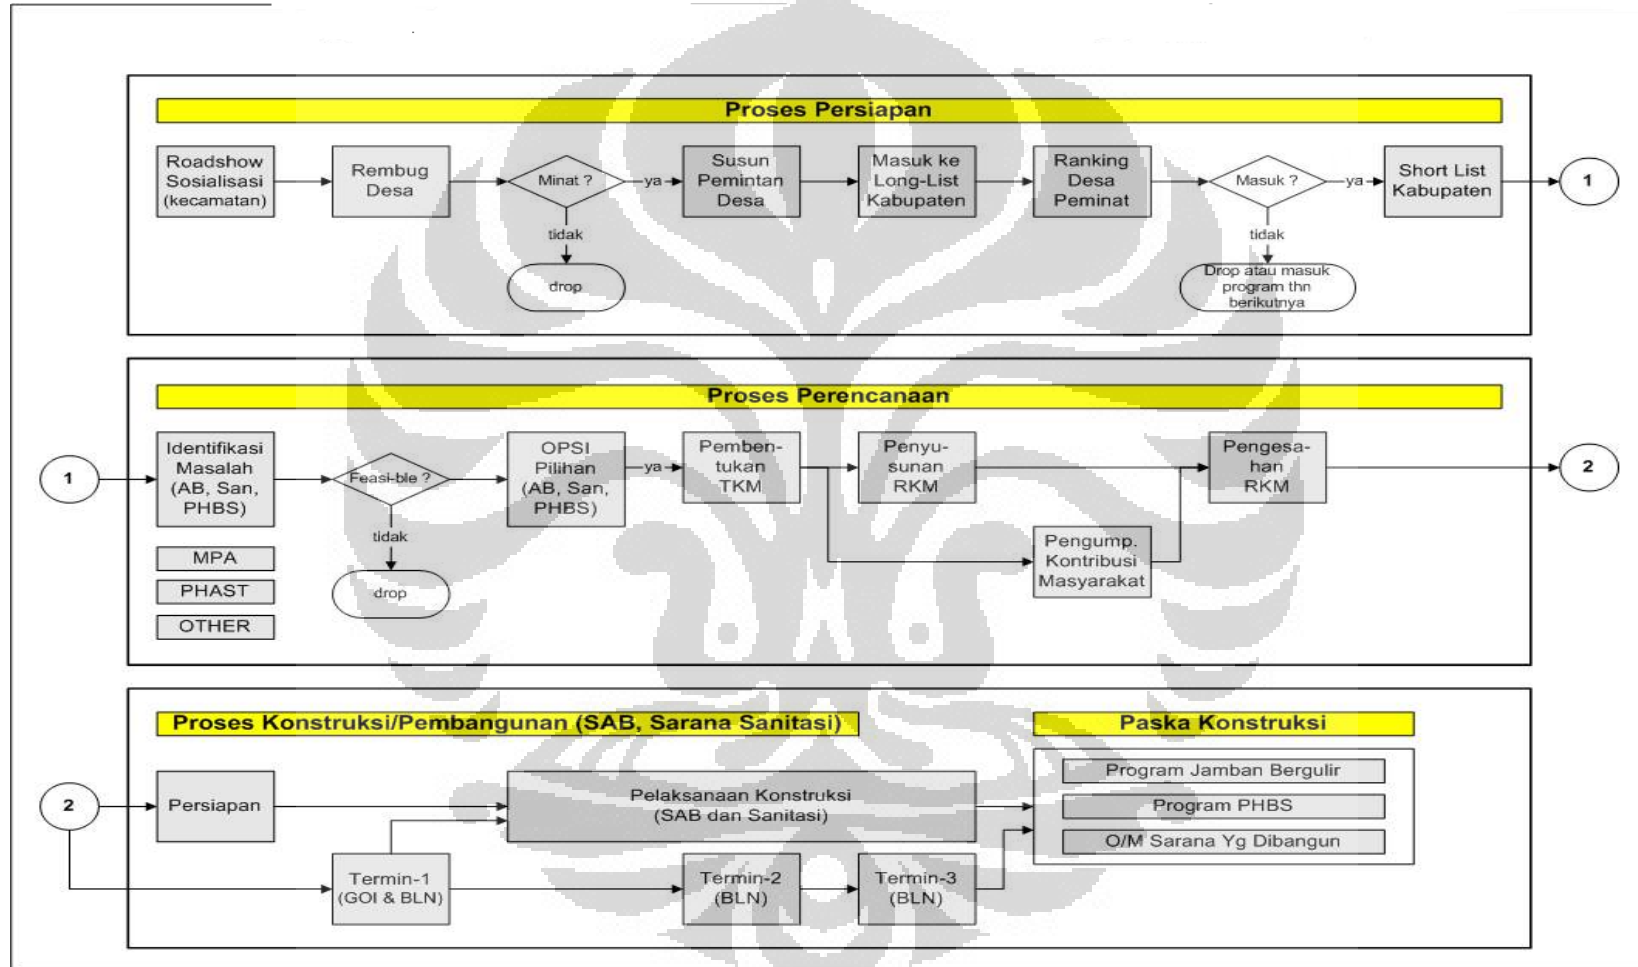 Proses Persiapan
Roadshow
Sosialisasi
(kecamatan)
Rembug
Desa
Minat ?
ya
tidak
drop
Susun
Pemintan
Desa
Masuk ke
Long-List
Kabupaten
Ranking
Desa
Peminat
Masuk ?
ya
tidak
Drop atau masuk
program thn
berikutnya
Short List
Kabupaten
1
Proses Perencanaan
1
Identifikasi
Masalah
(AB, San,
PHBS)
MPA
PHAST
OTHER
Feasi-ble ?
tidak
drop
OPSI
Pilihan
(AB, San,
PHBS)
ya
Pemben-
tukan
TKM
Penyu-
sunan
RKM
Pengump.
Kontribusi
Masyarakat
Pengesa-
han
RKM
2
Proses Konstruksi/Pembangunan (SAB, Sarana Sanitasi)
2
Persiapan
Pelaksanaan Konstruksi
(SAB dan Sanitasi)
Termin-1
(GOI & BLN)
Termin-2
(BLN)
Termin-3
(BLN)
Paska Konstruksi
Program Jamban Bergulir
Program PHBS
O/M Sarana Yg Dibangun